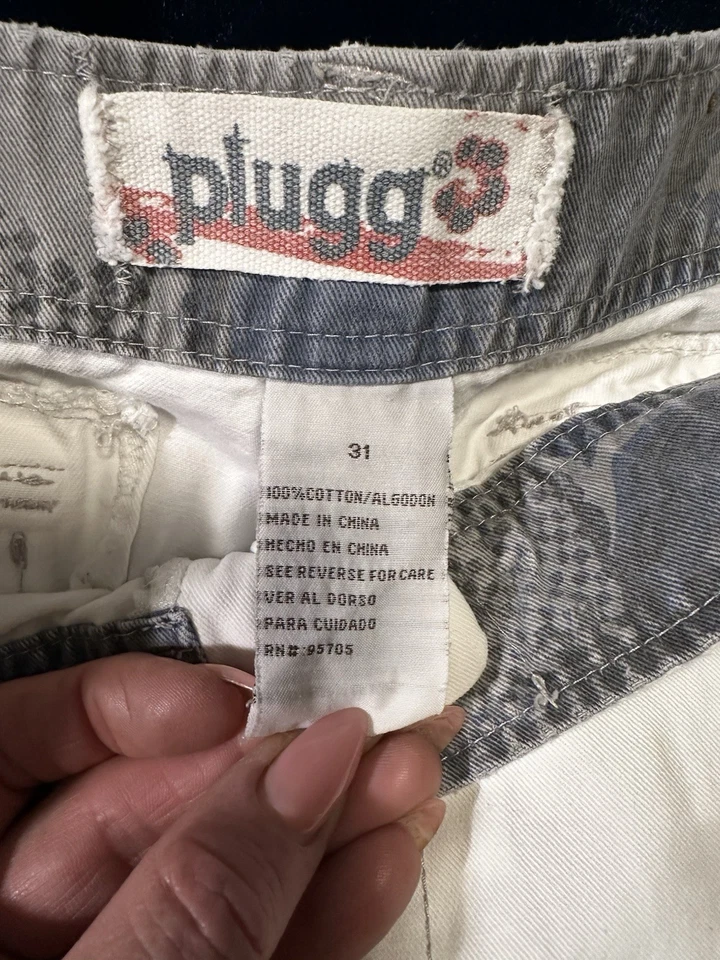 plugg®
31
100%COTTON/ALGODON
MADE IN CHINA
HECHO EN CHINA
SEE REVERSE FOR CARE
VER AL DORSO
PARA CUIDADO
RN#:95705